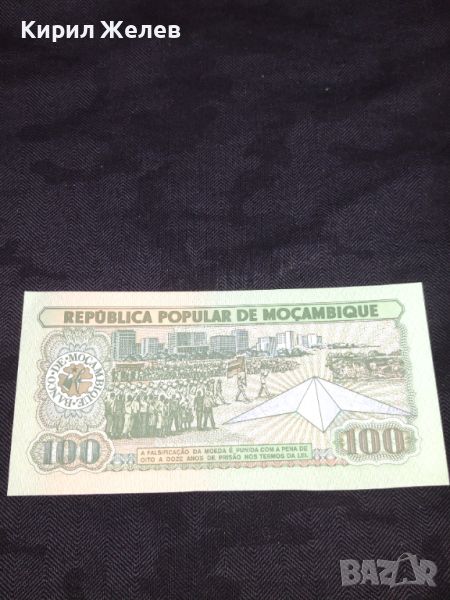 Кирил Желев
REPÚBLICA POPULAR DE MOÇAMBIQUE
BANCO·DE·MOÇAMBIQUE
100
A FALSIFICAÇÃO DA MOEDA É PUNIDA COM A PENA DE
OITO A DOZE ANOS DE PRISÃO NOS TERMOS DA LEI
100
BAZAR